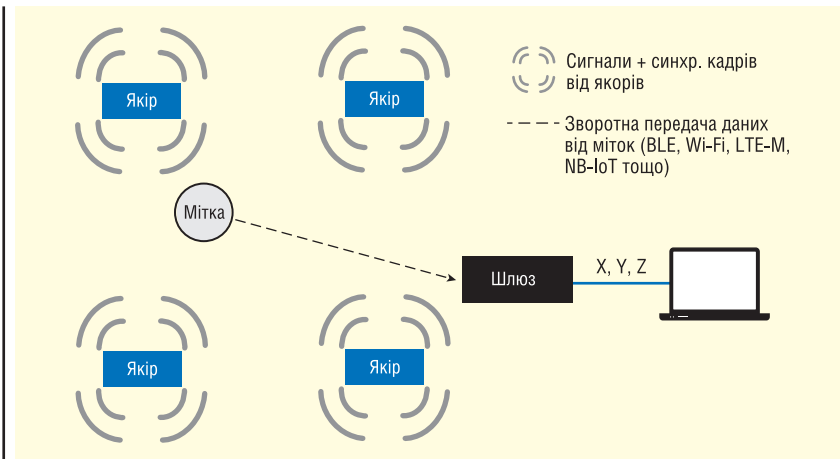 Якір
Якір
Сигнали + синхр. кадрів
від якорів
Зворотна передача даних
від міток (BLE, Wi-Fi, LTE-M,
NB-IoT тощо)
Мітка
Шлюз
X, Y, Z
Якір
Якір